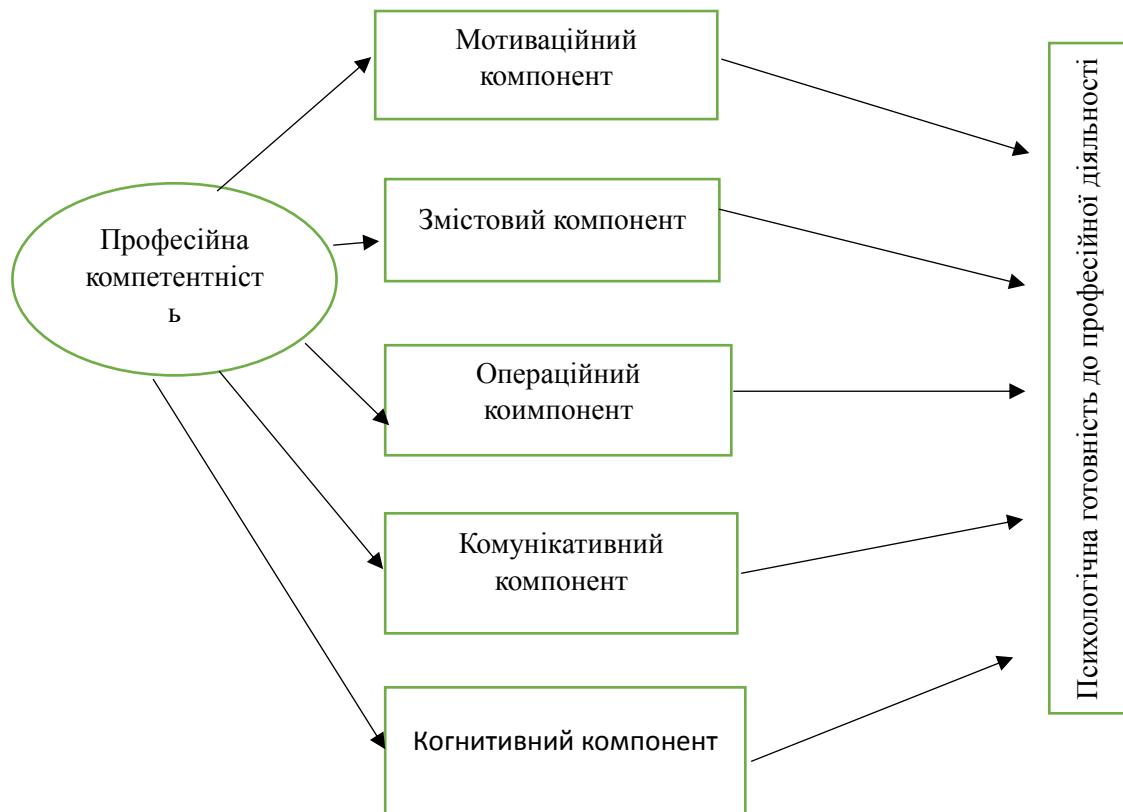 Мотиваційний
компонент
Професійна
компетентніст
ь
Змістовий компонент
Операційний
коимпонент
Комунікативний
компонент
Когнитивний компонент
Психологічна готовність до професійної діяльності